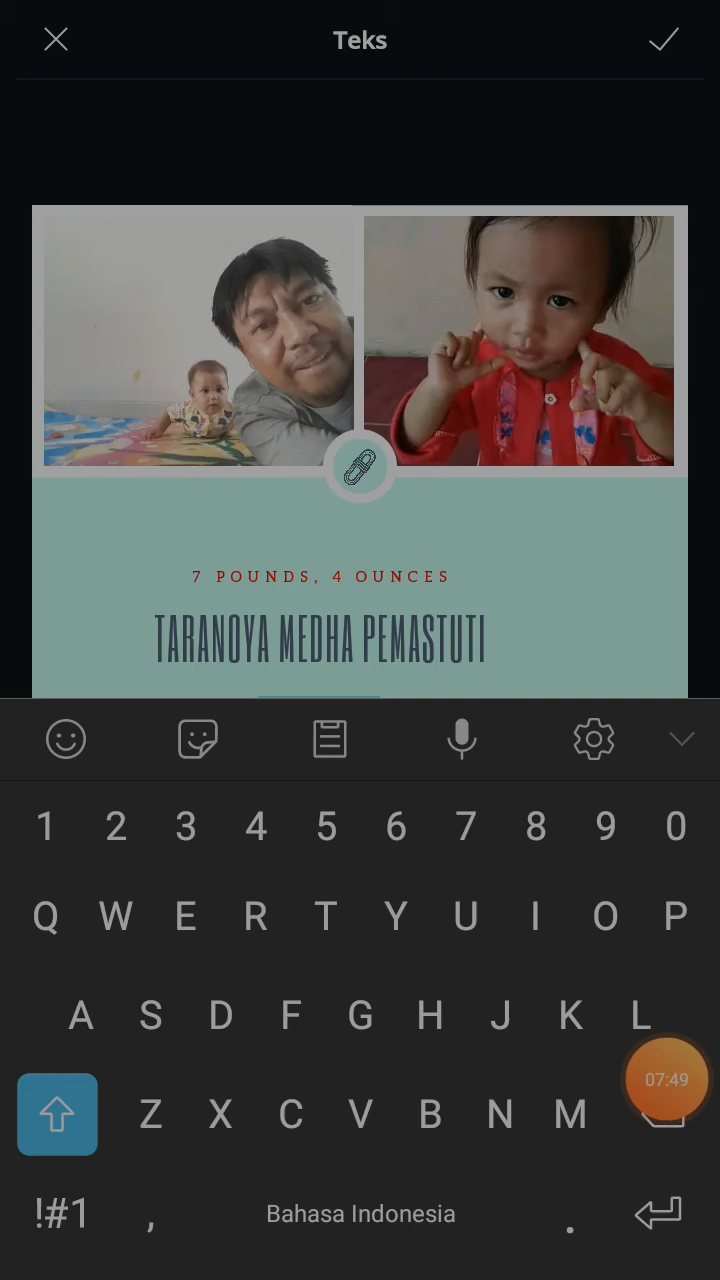 Teks
7 POUNDS, 4 OUNCES
TARANOYA MEDHA PEMASTUTI
1 2 3 4 5 6 7 8 9 0
Q W E R T Y U I O P
A S D F G H J K L
07:49
Z X C V B N M
!#1 , Bahasa Indonesia .